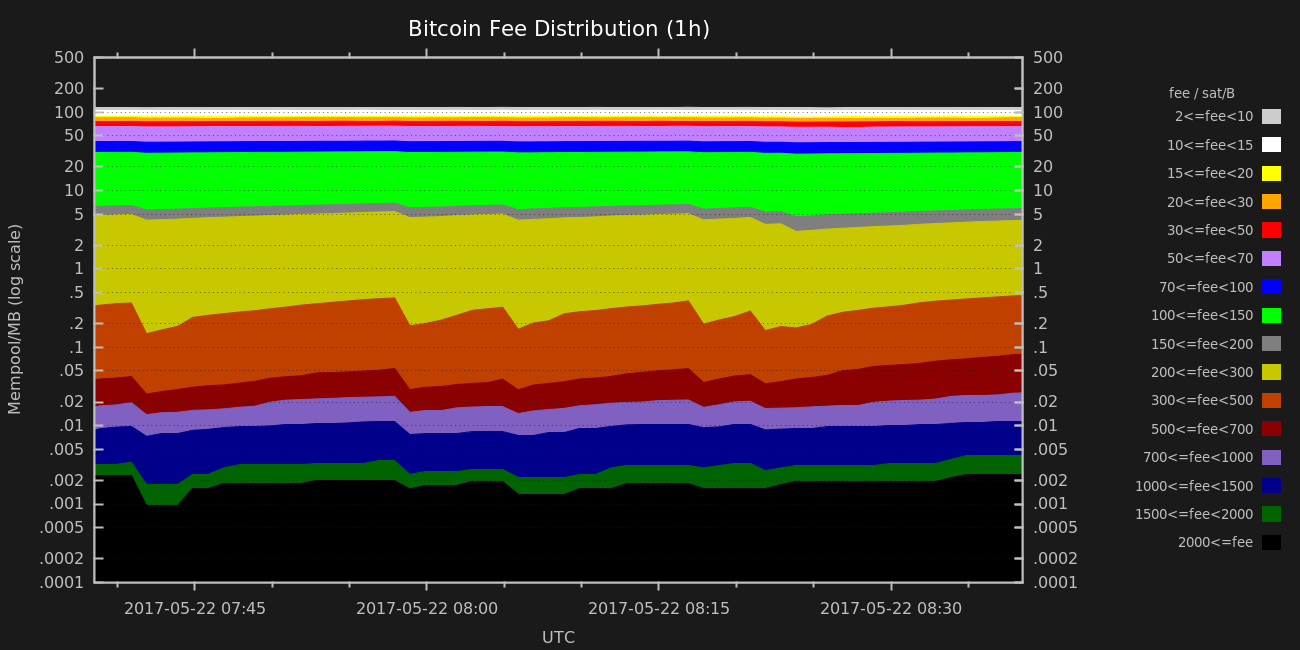 Bitcoin Fee Distribution (1h)
500
200
100
50
20
10
5
2
1
.5
.2
.1
.05
.02
.01
.005
.002
.001
.0005
.0002
.0001
Mempool/MB (log scale)
500
200
100
50
20
10
5
2
1
.5
.2
.1
.05
.02
.01
.005
.002
.001
.0005
.0002
.0001
2017-05-22 07:45
2017-05-22 08:00
2017-05-22 08:15
2017-05-22 08:30
UTC
fee / sat/B
2<=fee<10
10<=fee<15
15<=fee<20
20<=fee<30
30<=fee<50
50<=fee<70
70<=fee<100
100<=fee<150
150<=fee<200
200<=fee<300
300<=fee<500
500<=fee<700
700<=fee<1000
1000<=fee<1500
1500<=fee<2000
2000<=fee